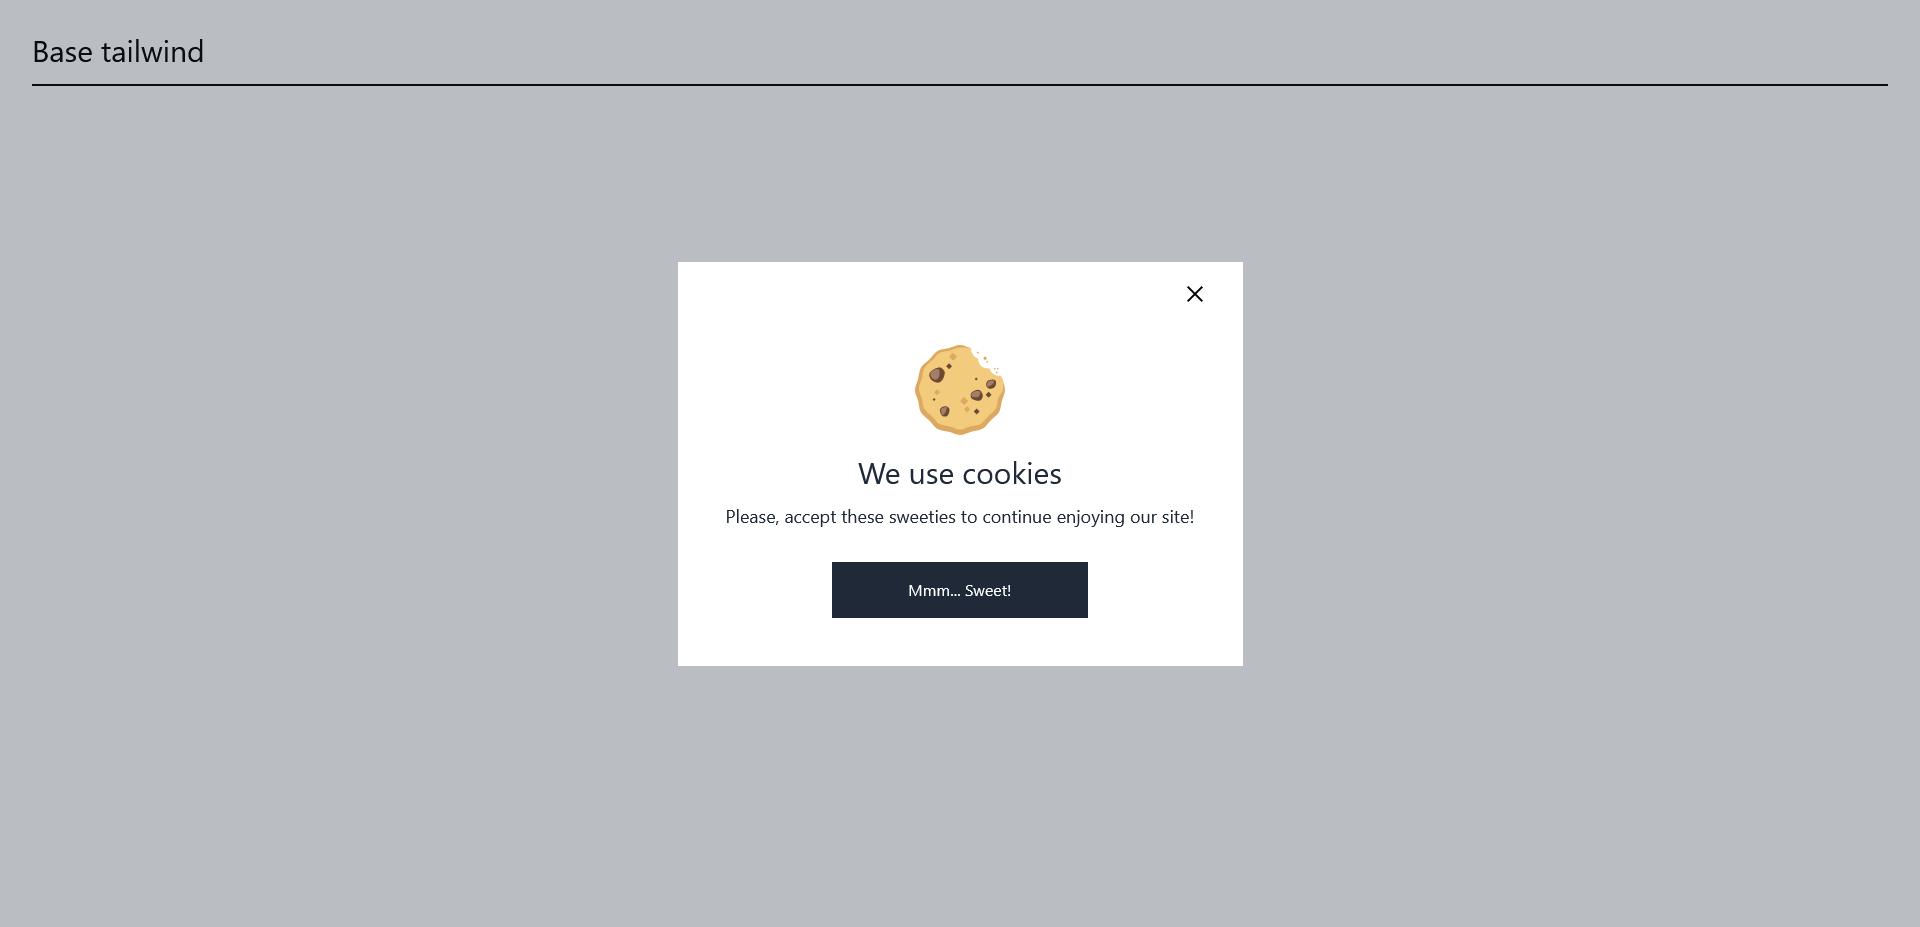 Base tailwind
We use cookies
Please, accept these sweeties to continue enjoying our site!
Mmm... Sweet!